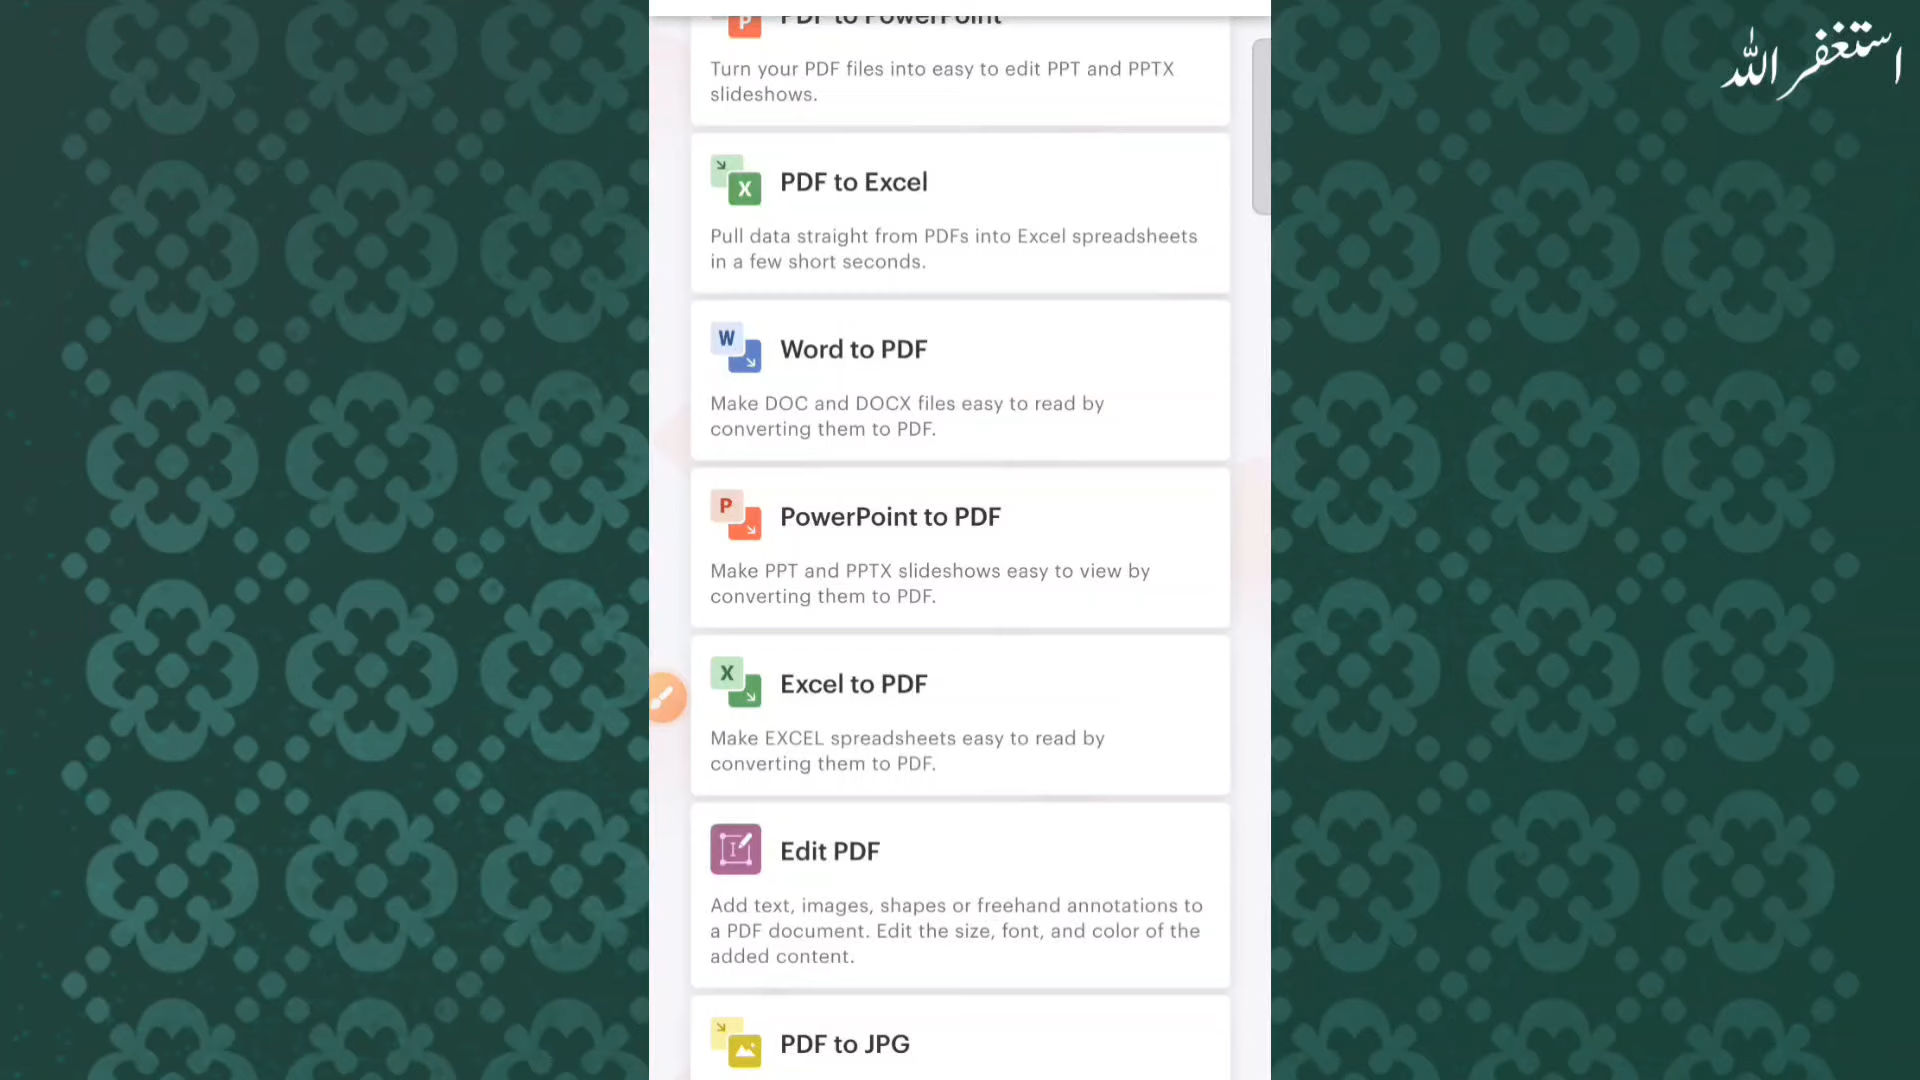 استغفر الله
PDF to PowerPoint
Turn your PDF files into easy to edit PPT and PPTX
slideshows.
X
PDF to Excel
Pull data straight from PDFs into Excel spreadsheets
in a few short seconds.
W
Word to PDF
Make DOC and DOCX files easy to read by
converting them to PDF.
P
PowerPoint to PDF
Make PPT and PPTX slideshows easy to view by
converting them to PDF.
X
Excel to PDF
Make EXCEL spreadsheets easy to read by
converting them to PDF.
Edit PDF
Add text, images, shapes or freehand annotations to
a PDF document. Edit the size, font, and color of the
added content.
PDF to JPG